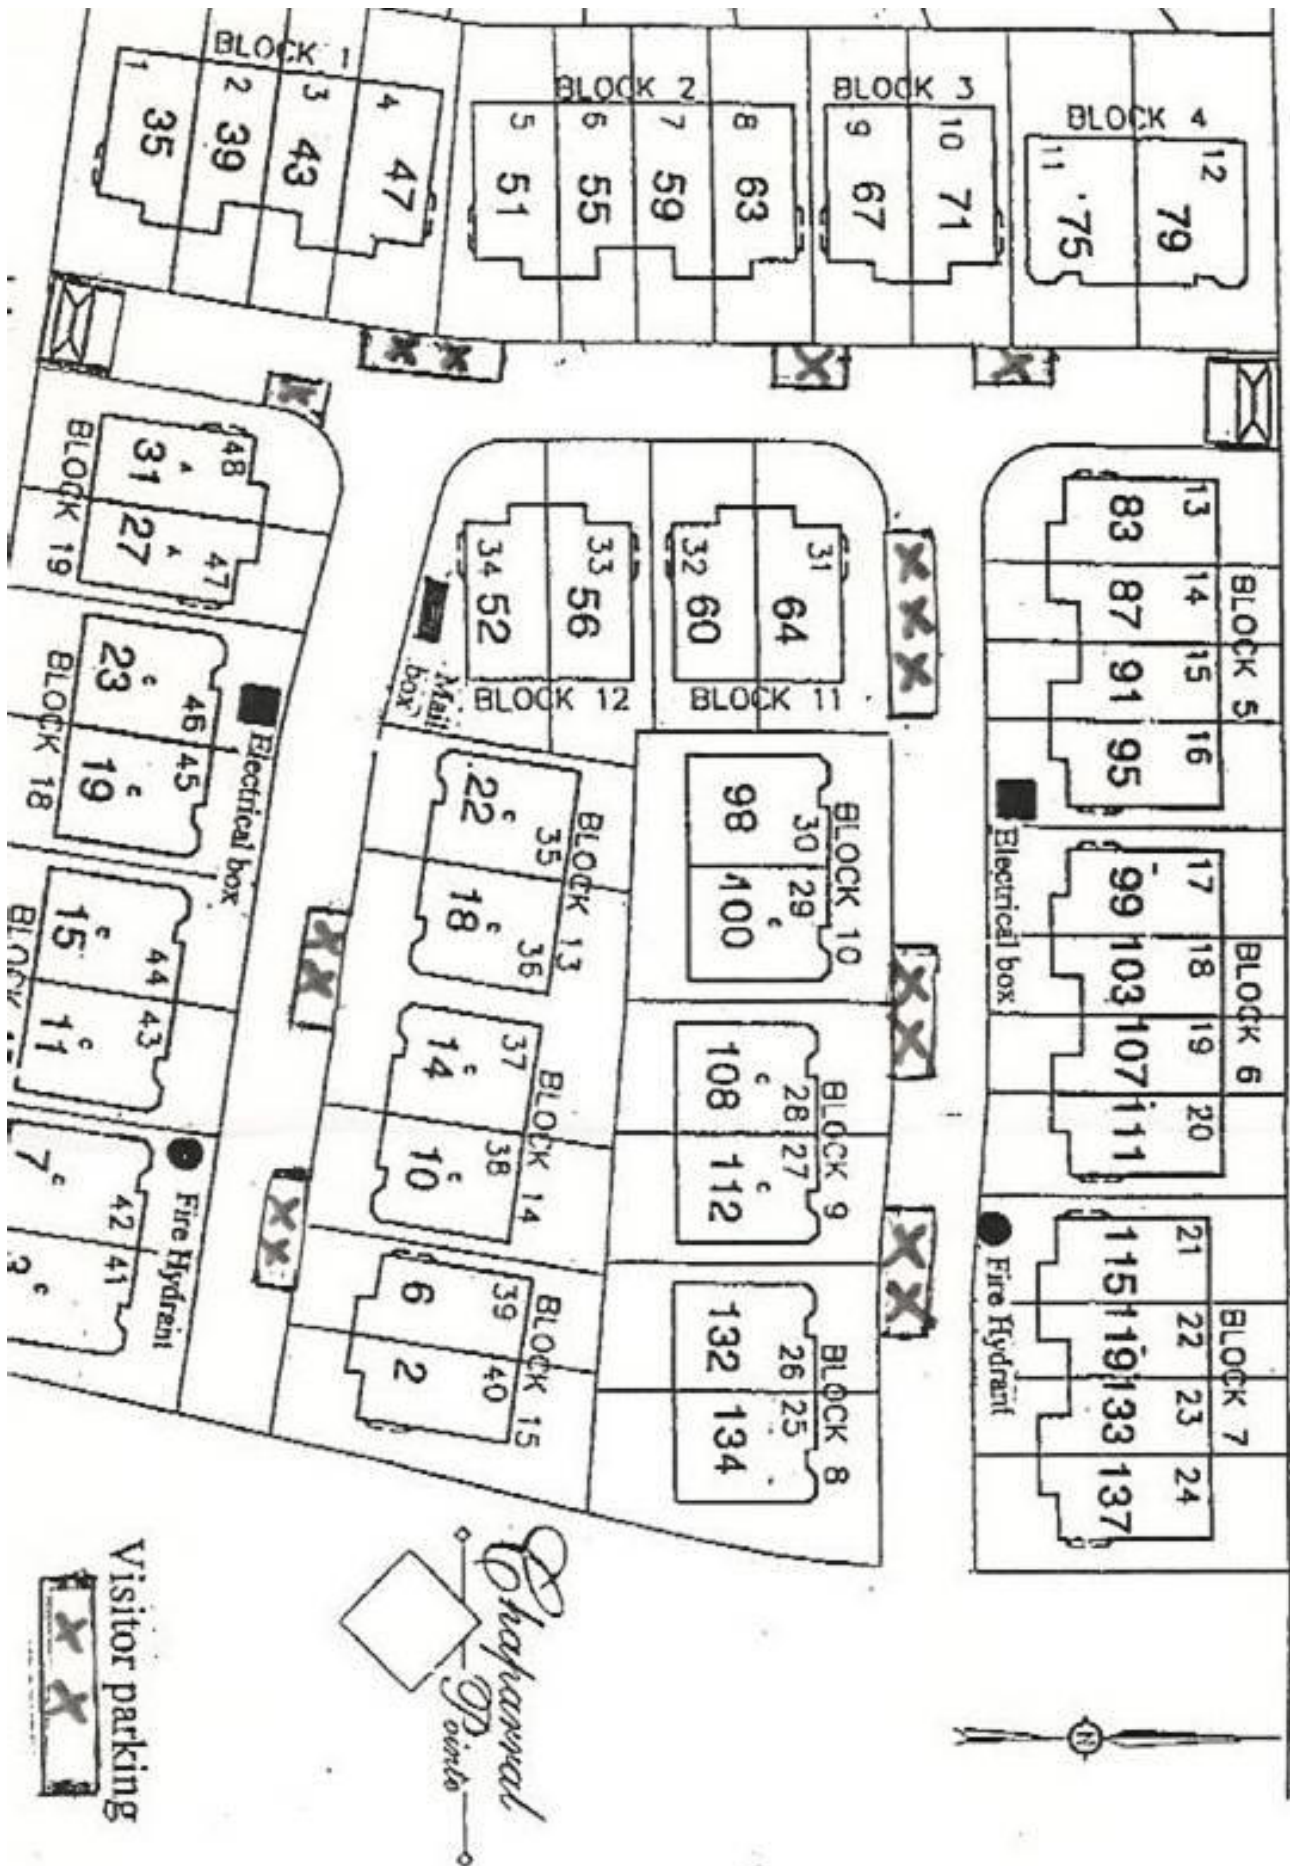 BLOCK 1
1 2 3 4
35 39 43 47
BLOCK 2
5 6 7 8
51 55 59 63
BLOCK 3
9 10
67 71
BLOCK 4
11 12
75 79
BLOCK 5
13 14 15 16
83 87 91 95
Electrical box
BLOCK 6
17 18 19 20
99 103 107 111
BLOCK 7
21 22 23 24
115 119 133 137
Fire Hydrant
BLOCK 8
26 25
132 134
BLOCK 9
28 27
108 112
C C
BLOCK 10
30 29
98 100
C
BLOCK 11
32 31
60 64
BLOCK 12
34 33
52 56
Mail
box
BLOCK 13
35 36
22 18
C C
BLOCK 14
37 38
14 10
C C
BLOCK 15
39 40
6 2
42 41
7 3
C C
Fire Hydrant
BLOCK
44 43
15 11
C C
BLOCK 18
46 45
23 19
C C
Electrical box
BLOCK 19
48 47
31 27
A A
X X
X
X
X
X X X
X X
X X
X X
X X
Chaparral
Pointe
N
Visitor parking
X X